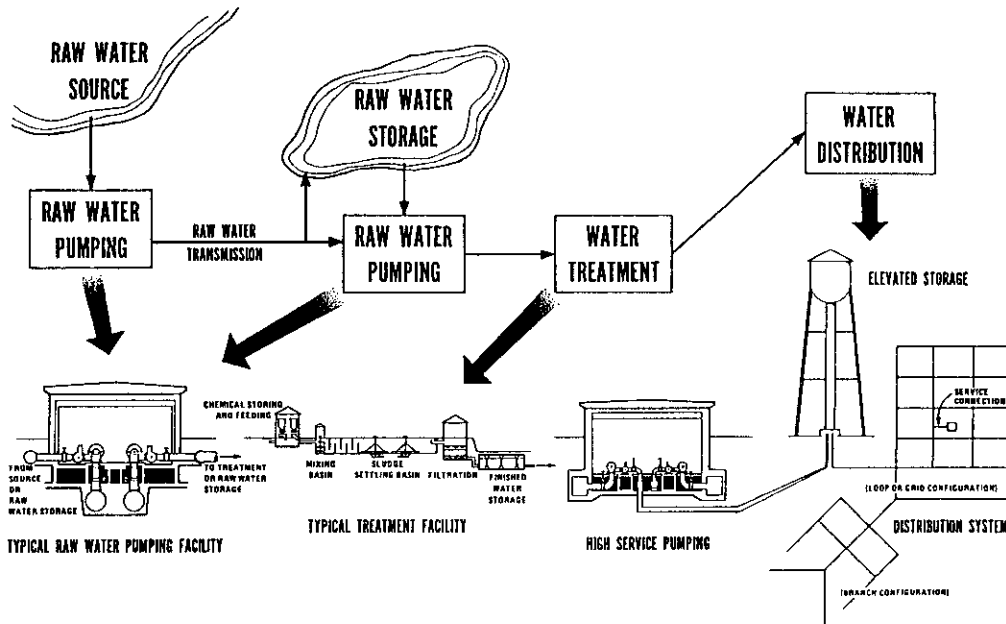 RAW WATER
SOURCE
RAW WATER
STORAGE
WATER
DISTRIBUTION
RAW WATER
PUMPING
RAW WATER
TRANSMISSION
RAW WATER
PUMPING
WATER
TREATMENT
ELEVATED STORAGE
CHEMICAL STORING
AND FEEDING
SERVICE
CONNECTION
FROM
SOURCE
OR
RAW
WATER STORAGE
TO TREATMENT
OR RAW WATER
STORAGE
MIXING
BASIN
SLUDGE
SETTLING BASIN
FILTRATION
FINISHED
WATER
STORAGE
(LOOP OR GRID CONFIGURATION)
TYPICAL RAW WATER PUMPING FACILITY
TYPICAL TREATMENT FACILITY
HIGH SERVICE PUMPING
DISTRIBUTION SYSTEM
(BRANCH CONFIGURATION)